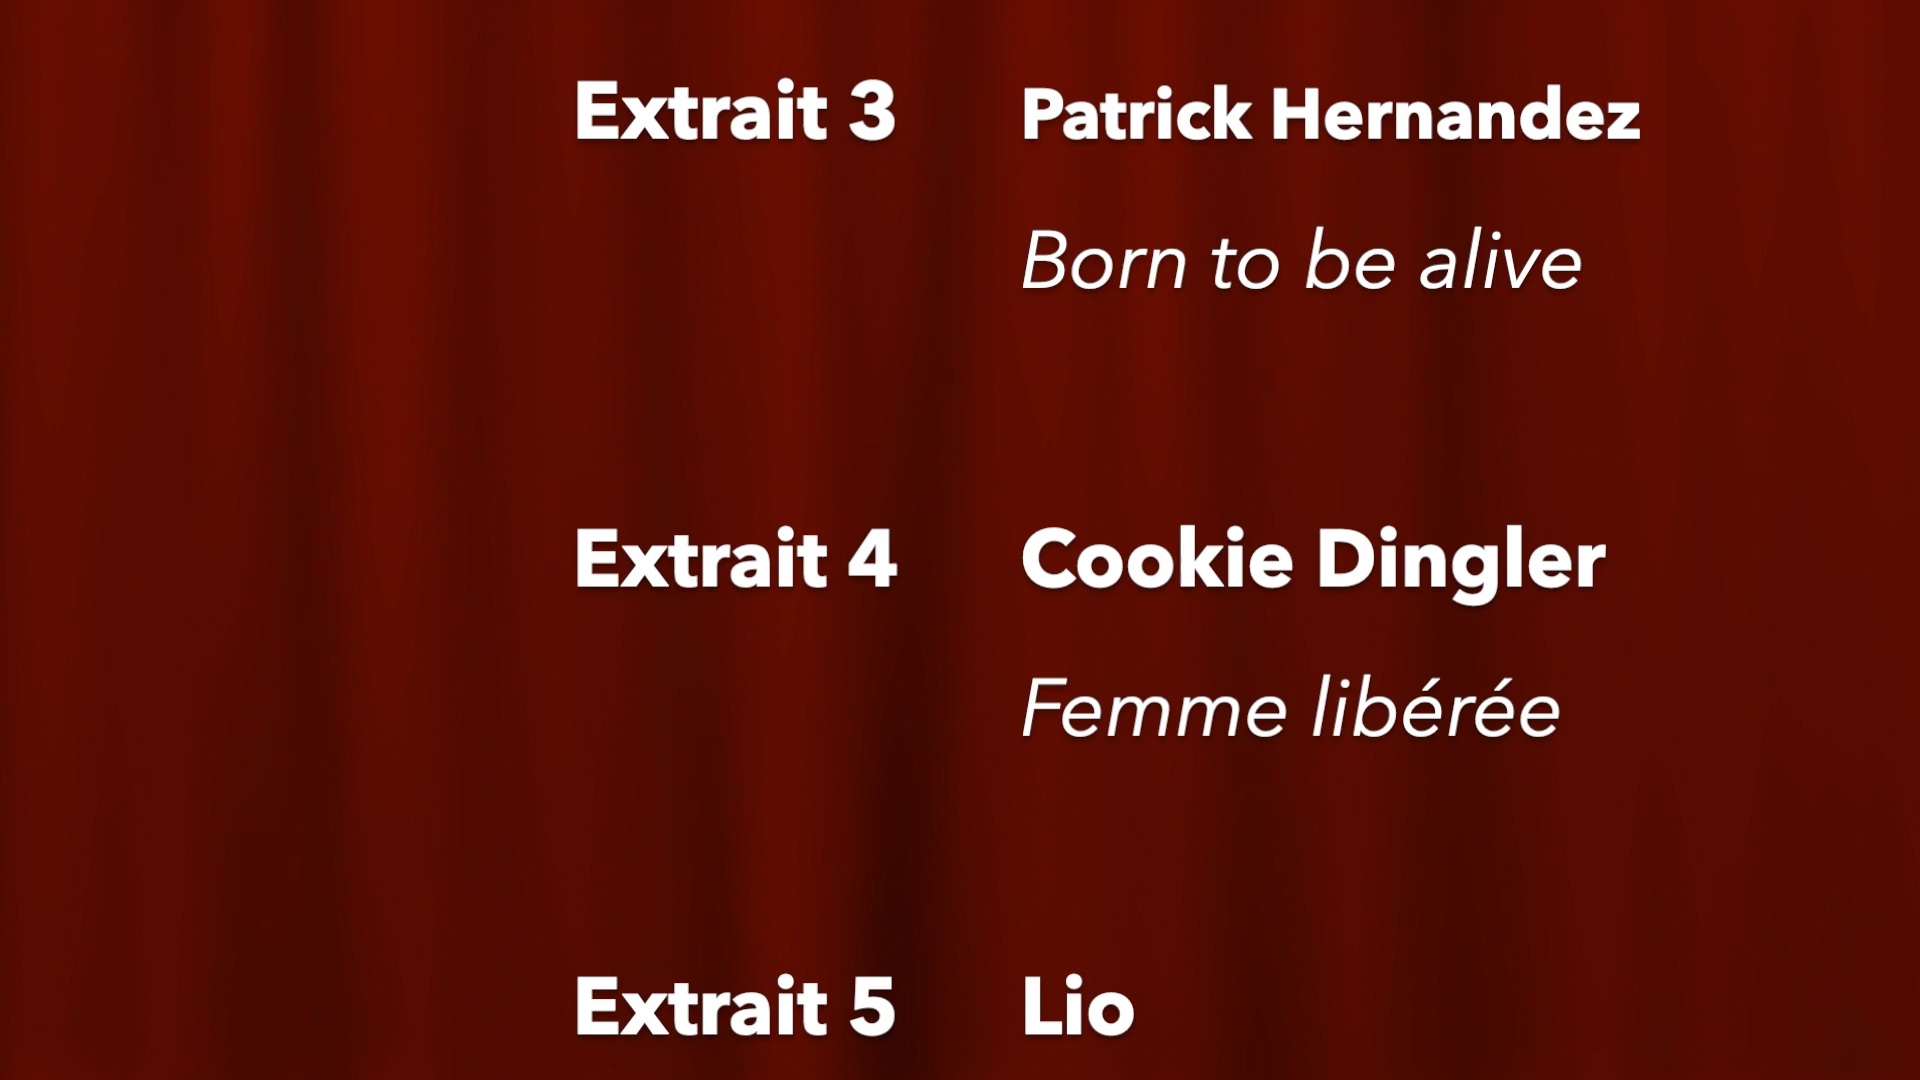 Extrait 3 Patrick Hernandez
Born to be alive
Extrait 4 Cookie Dingler
Femme libérée
Extrait 5 Lio